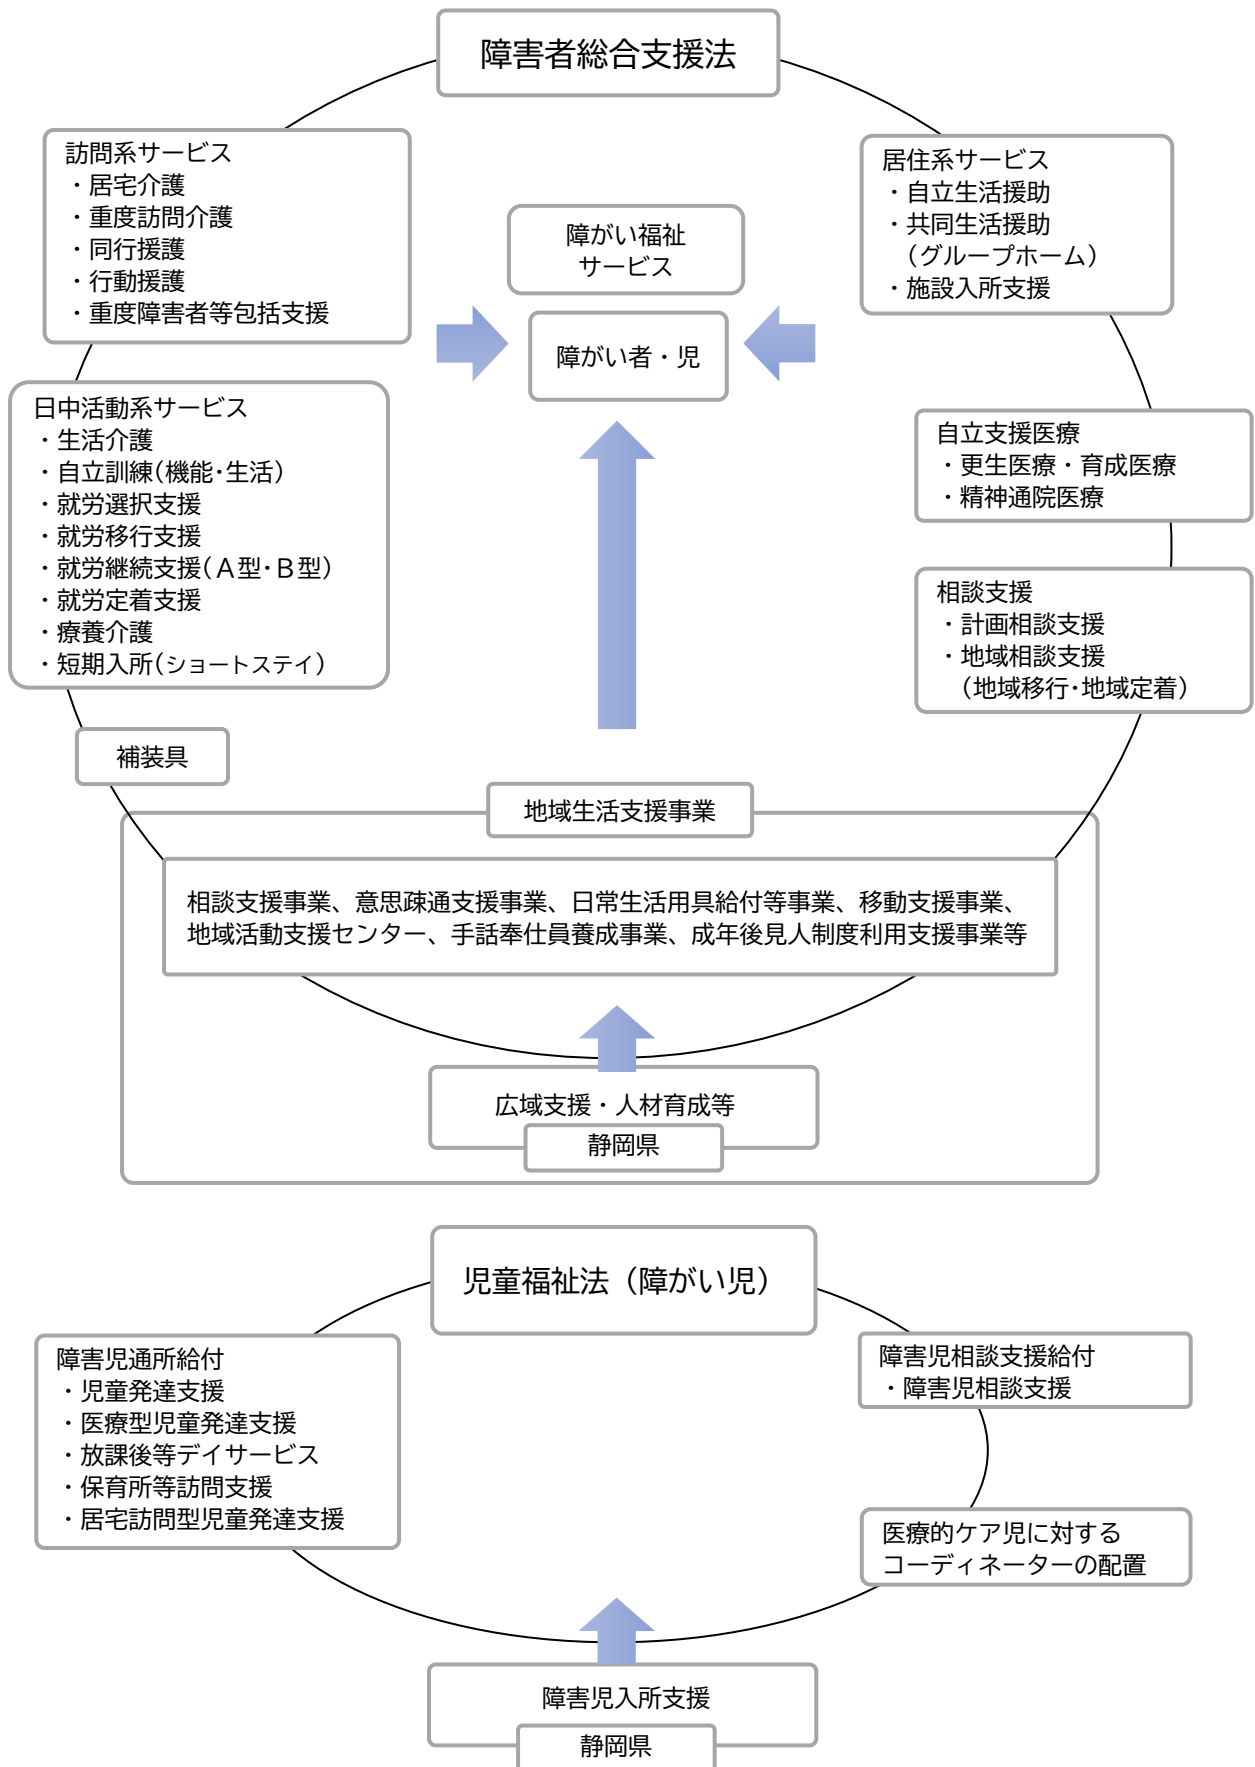 障害者総合支援法
訪問系サービス
・居宅介護
・重度訪問介護
・同行援護
・行動援護
・重度障害者等包括支援
障がい福祉
サービス
障がい者・児
居住系サービス
・自立生活援助
・共同生活援助
（グループホーム）
・施設入所支援
日中活動系サービス
・生活介護
・自立訓練（機能・生活）
・就労選択支援
・就労移行支援
・就労継続支援（Ａ型・Ｂ型）
・就労定着支援
・療養介護
・短期入所（ショートステイ）
自立支援医療
・更生医療・育成医療
・精神通院医療
相談支援
・計画相談支援
・地域相談支援
（地域移行・地域定着）
補装具
地域生活支援事業
相談支援事業、意思疎通支援事業、日常生活用具給付等事業、移動支援事業、
地域活動支援センター、手話奉仕員養成事業、成年後見人制度利用支援事業等
広域支援・人材育成等
静岡県
児童福祉法（障がい児）
障害児通所給付
・児童発達支援
・医療型児童発達支援
・放課後等デイサービス
・保育所等訪問支援
・居宅訪問型児童発達支援
障害児相談支援給付
・障害児相談支援
医療的ケア児に対する
コーディネーターの配置
障害児入所支援
静岡県